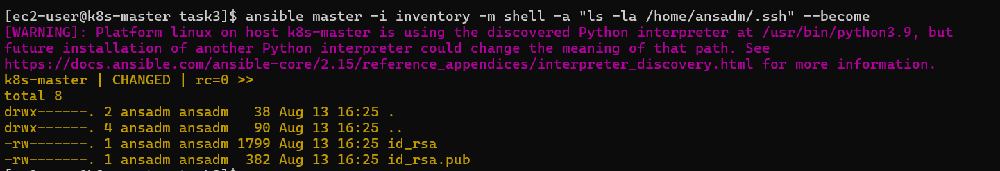 [ec2-user@k8s-master task3]$ ansible master -i inventory -m shell -a "ls -la /home/ansadm/.ssh" --become
[WARNING]: Platform linux on host k8s-master is using the discovered Python interpreter at /usr/bin/python3.9, but
future installation of another Python interpreter could change the meaning of that path. See
https://docs.ansible.com/ansible-core/2.15/reference_appendices/interpreter_discovery.html for more information.
k8s-master | CHANGED | rc=0 >>
total 8
drwx------. 2 ansadm ansadm   38 Aug 13 16:25 .
drwx------. 4 ansadm ansadm   90 Aug 13 16:25 ..
-rw-------. 1 ansadm ansadm 1799 Aug 13 16:25 id_rsa
-rw-------. 1 ansadm ansadm  382 Aug 13 16:25 id_rsa.pub